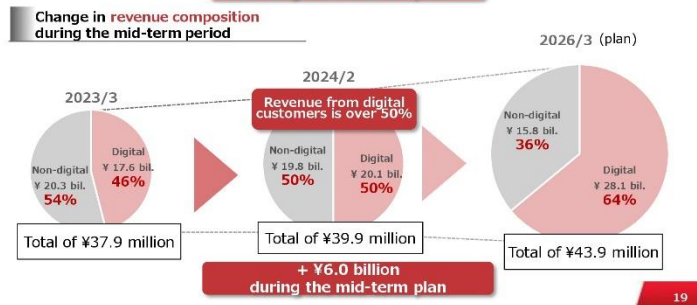 Change in revenue composition
during the mid-term period
2023/3
Non-digital
¥ 20.3 bil.
54%
Digital
¥ 17.6 bil.
46%
Total of ¥37.9 million
2024/2
Revenue from digital
customers is over 50%
Non-digital
¥ 19.8 bil.
50%
Digital
¥ 20.1 bil.
50%
Total of ¥39.9 million
2026/3 (plan)
Non-digital
¥ 15.8 bil.
36%
Digital
¥ 28.1 bil.
64%
Total of ¥43.9 million
+ ¥6.0 billion
during the mid-term plan
19